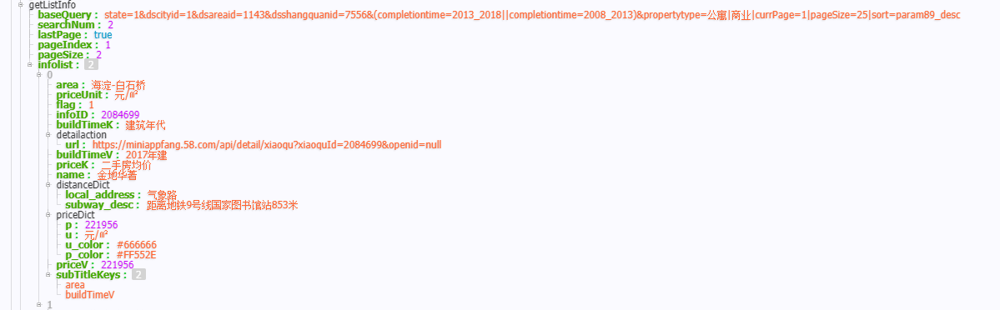 getListInfo
baseQuery : state=1&dscityid=1&dsareaid=1143&dsshangquanid=7556&(completiontime=2013_2018||completiontime=2008_2013)&propertytype=公寓|商业|currPage=1|pageSize=25|sort=param89_desc
searchNum : 2
lastPage : true
pageIndex : 1
pageSize : 2
infolist : 2
0
area : 海淀-白石桥
priceUnit : 元/㎡
flag : 1
infoID : 2084699
buildTimeK : 建筑年代
detailaction
url : https://miniappfang.58.com/api/detail/xiaoqu?xiaoquId=2084699&openid=null
buildTimeV : 2017年建
priceK : 二手房均价
name : 金地华著
distanceDict
local_address : 气象路
subway_desc : 距离地铁9号线国家图书馆站853米
priceDict
p : 221956
u : 元/㎡
u_color : #666666
p_color : #FF552E
priceV : 221956
subTitleKeys : 2
area
buildTimeV
1